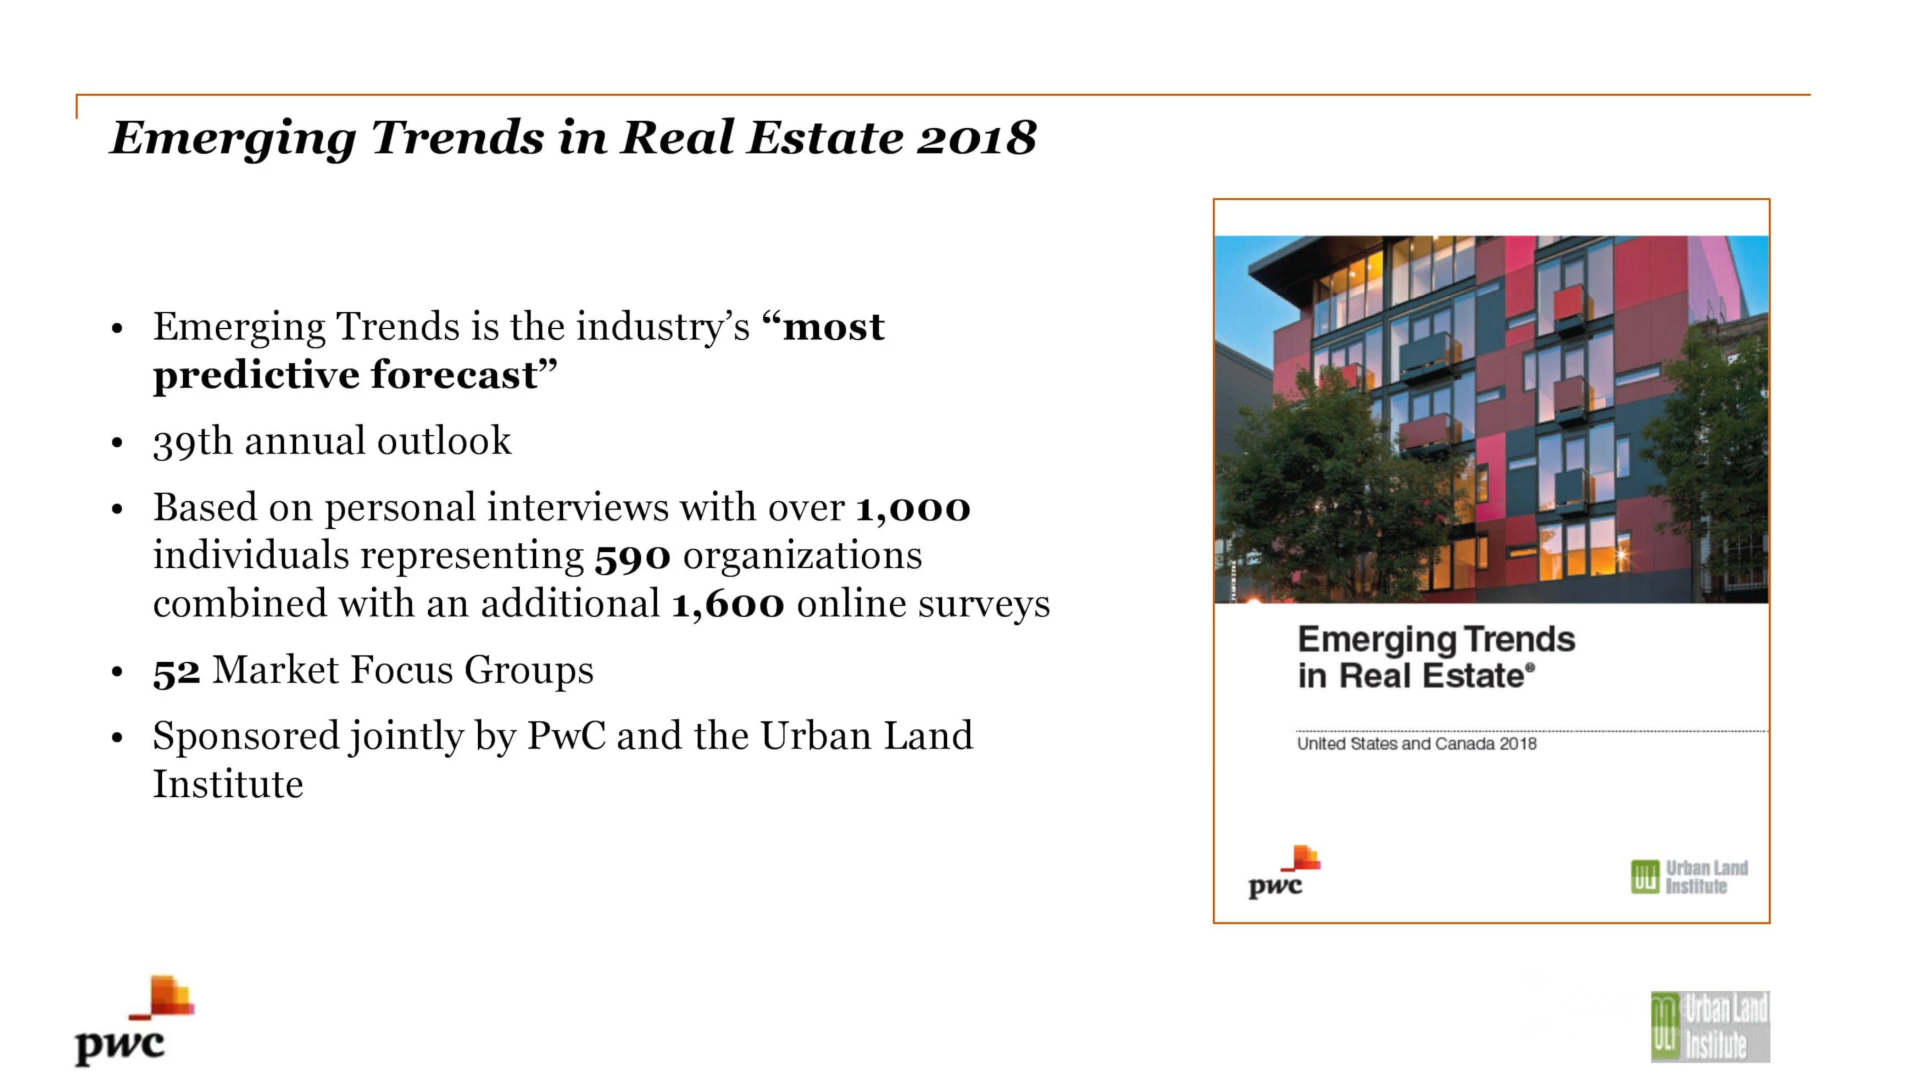 Emerging Trends in Real Estate 2018
• Emerging Trends is the industry’s “most
predictive forecast”
• 39th annual outlook
• Based on personal interviews with over 1,000
individuals representing 590 organizations
combined with an additional 1,600 online surveys
• 52 Market Focus Groups
• Sponsored jointly by PwC and the Urban Land
Institute
Emerging Trends
in Real Estate®
United States and Canada 2018
pwc
ULI Urban Land
Institute
pwc
ULI Urban Land
Institute